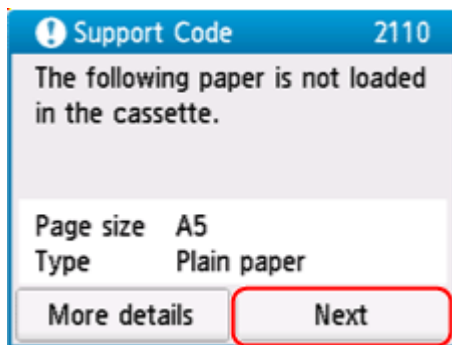 Support Code 2110
The following paper is not loaded
in the cassette.
Page size A5
Type Plain paper
More details Next